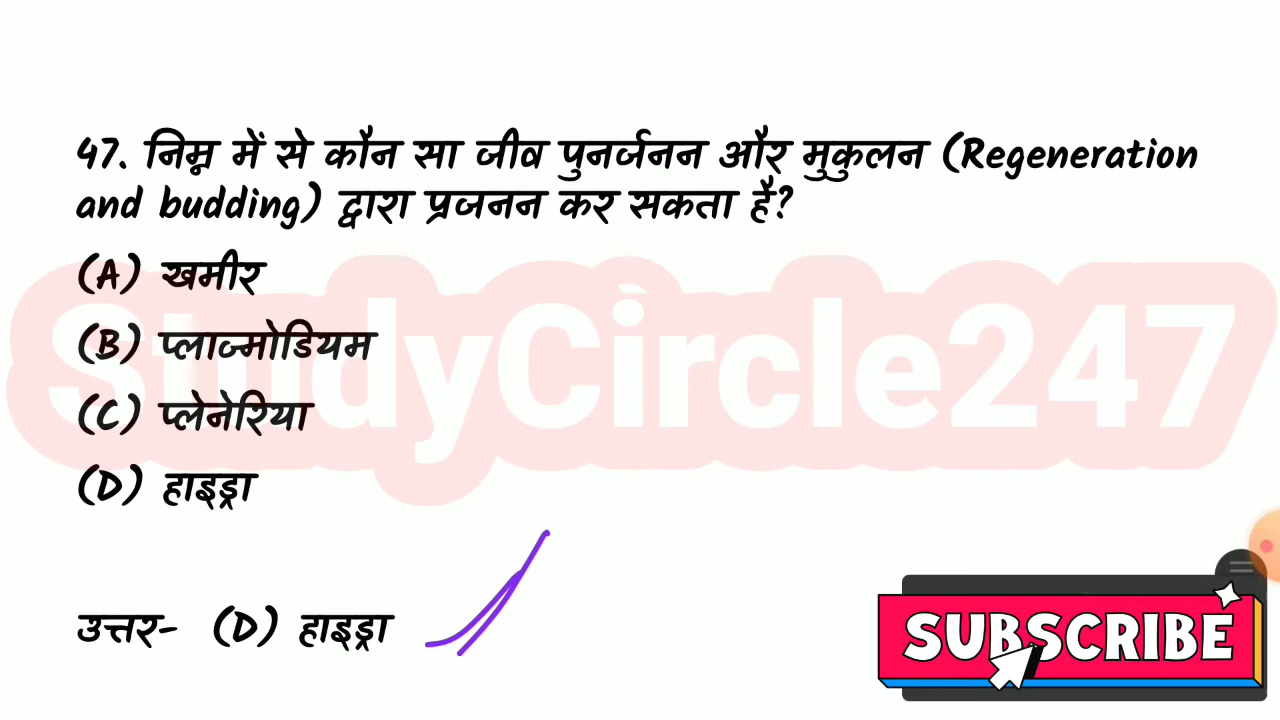 47. निम्न में से कौन सा जीव पुनर्जनन और मुकुलन (Regeneration
and budding) द्वारा प्रजनन कर सकता है?
(A) खमीर
(B) प्लाज्मोडियम
StudyCircle247
(C) प्लेनेरिया
(D) हाइड्रा
उत्तर- (D) हाइड्रा
SUBSCRIBE